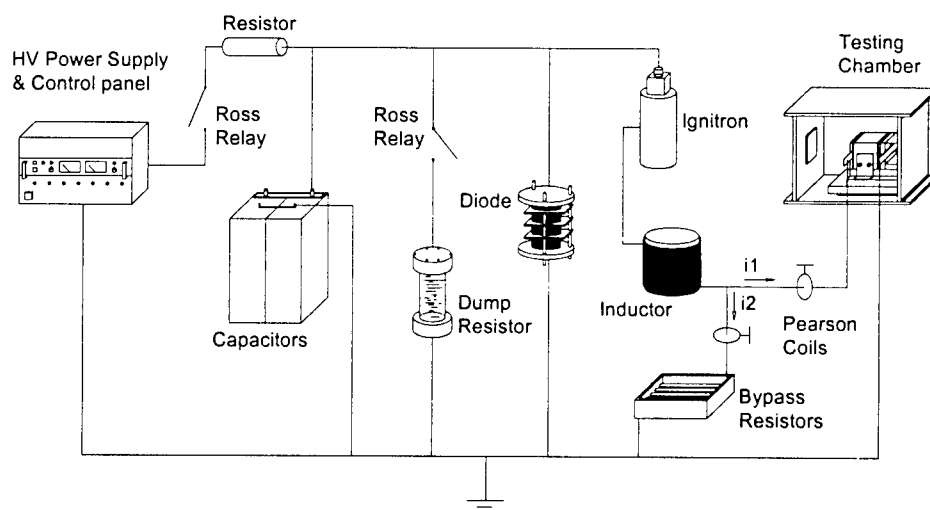 Resistor
HV Power Supply
& Control panel
Ross
Relay
Ross
Relay
Ignitron
Testing
Chamber
Diode
Capacitors
Dump
Resistor
Inductor
i1
i2
Pearson
Coils
Bypass
Resistors